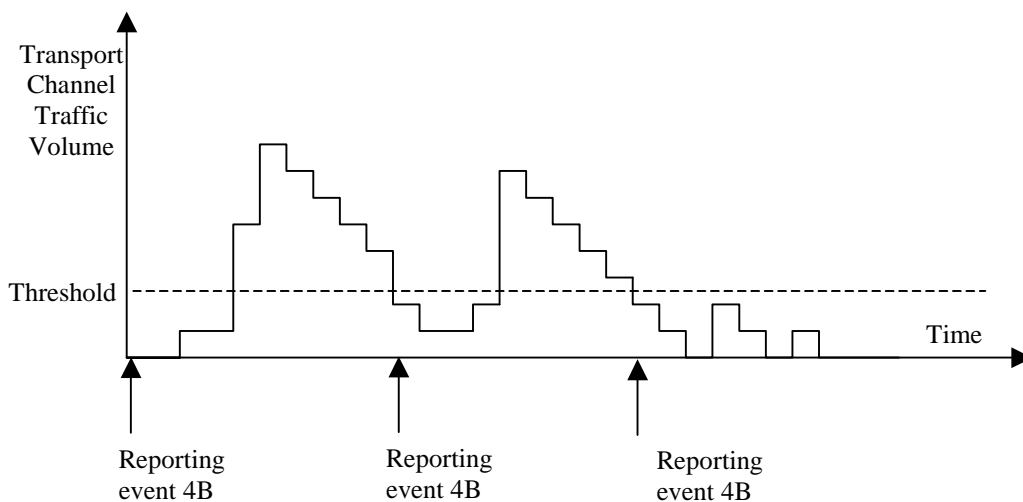 Transport
Channel
Traffic
Volume
Threshold
Time
Reporting
event 4B
Reporting
event 4B
Reporting
event 4B